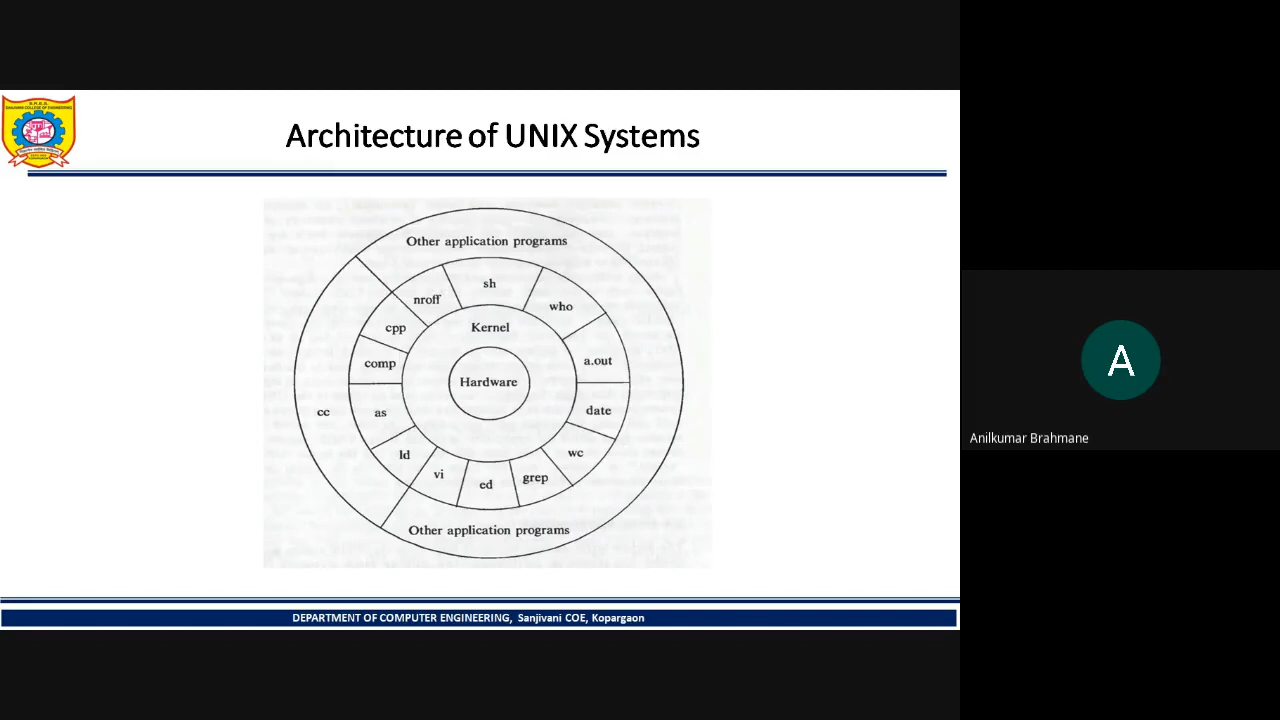 Architecture of UNIX Systems
Other application programs
sh
nroff
who
cpp
Kernel
comp
a.out
Hardware
cc
as
date
ld
wc
vi
ed
grep
Other application programs
A
Anilkumar Brahmane
DEPARTMENT OF COMPUTER ENGINEERING, Sanjivani COE, Kopargaon